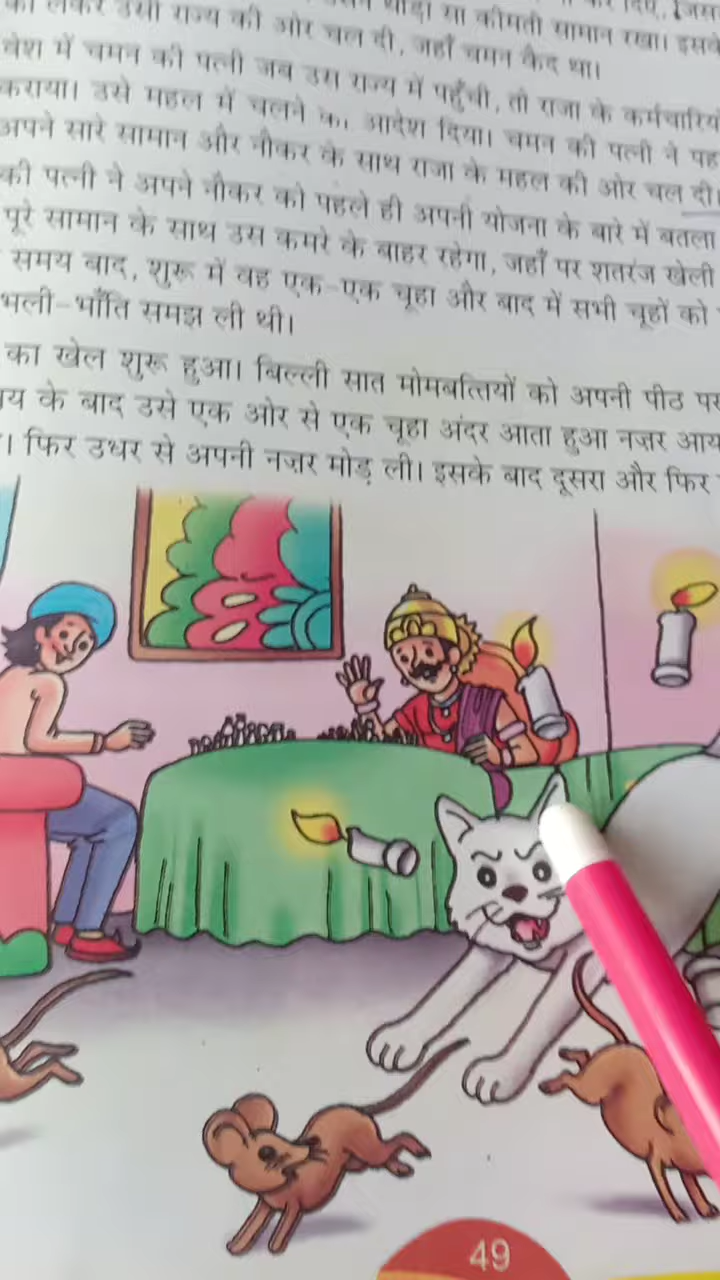 को लेकर उसी राज्य की ओर चल दी, जहाँ चमन कैद था।
थोड़ा सा कीमती सामान रखा। इसके
वेश में चमन की पत्नी जब उस राज्य में पहुँची, तो राजा के कर्मचारियों
कराया। उसे महल में चलने का आदेश दिया। चमन की पत्नी ने
अपने सारे सामान और नौकर के साथ राजा के महल की ओर चल दी।
की पत्नी ने अपने नौकर को पहले ही अपनी योजना के बारे में बतला
पूरे सामान के साथ उस कमरे के बाहर रहेगा, जहाँ पर शतरंज खेली
समय बाद, शुरू में वह एक-एक चूहा और बाद में सभी चूहों को
भली-भाँति समझ ली थी।
का खेल शुरू हुआ। बिल्ली सात मोमबत्तियों को अपनी पीठ पर
के बाद उसे एक ओर से एक चूहा अंदर आता हुआ नज़र
। फिर उधर से अपनी नज़र मोड़ ली। इसके बाद दूसरा और फिर
49